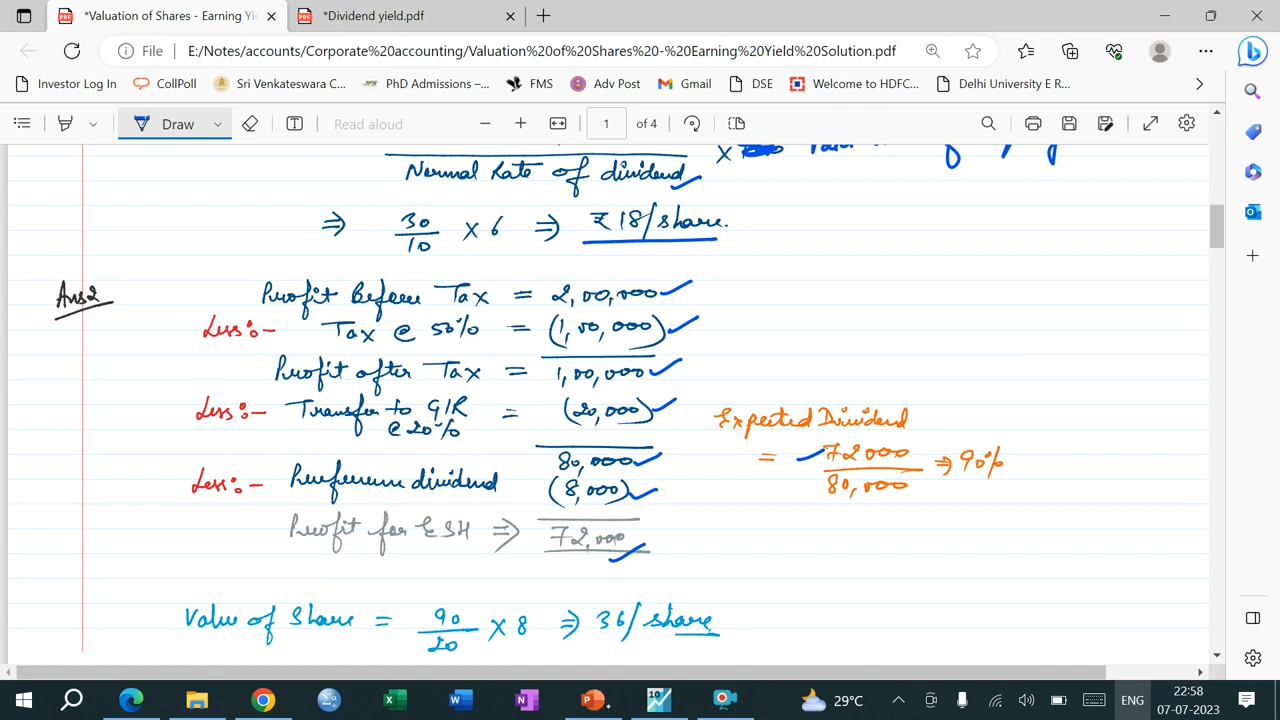 *Valuation of Shares - Earning Yi
*Dividend yield.pdf
File
E:/Notes/accounts/Corporate%20accounting/Valuation%20of%20Shares%20-%20Earning%20Yield%20Solution.pdf
Investor Log In
CollPoll
Sri Venkateswara C...
PhD Admissions –...
FMS
Adv Post
Gmail
DSE
Welcome to HDFC...
Delhi University E R...
Draw
Read aloud
1 of 4
Normal Rate of dividend ×
⇒ 30/10 × 6 ⇒ ₹18/share.
Ans 2
Profit Before Tax = 2,00,000
Less:- Tax @ 50% = (1,00,000)
Profit after Tax = 1,00,000
Less:- Transfer to G/R @ 20% = (20,000)
80,000
Less:- Preference dividend (8,000)
Profit for ESH ⇒ 72,000
Expected Dividend
= 72000/80,000 ⇒ 90%
Value of Share = 90/20 × 8 ⇒ 36/share
29°C
ENG
22:58
07-07-2023